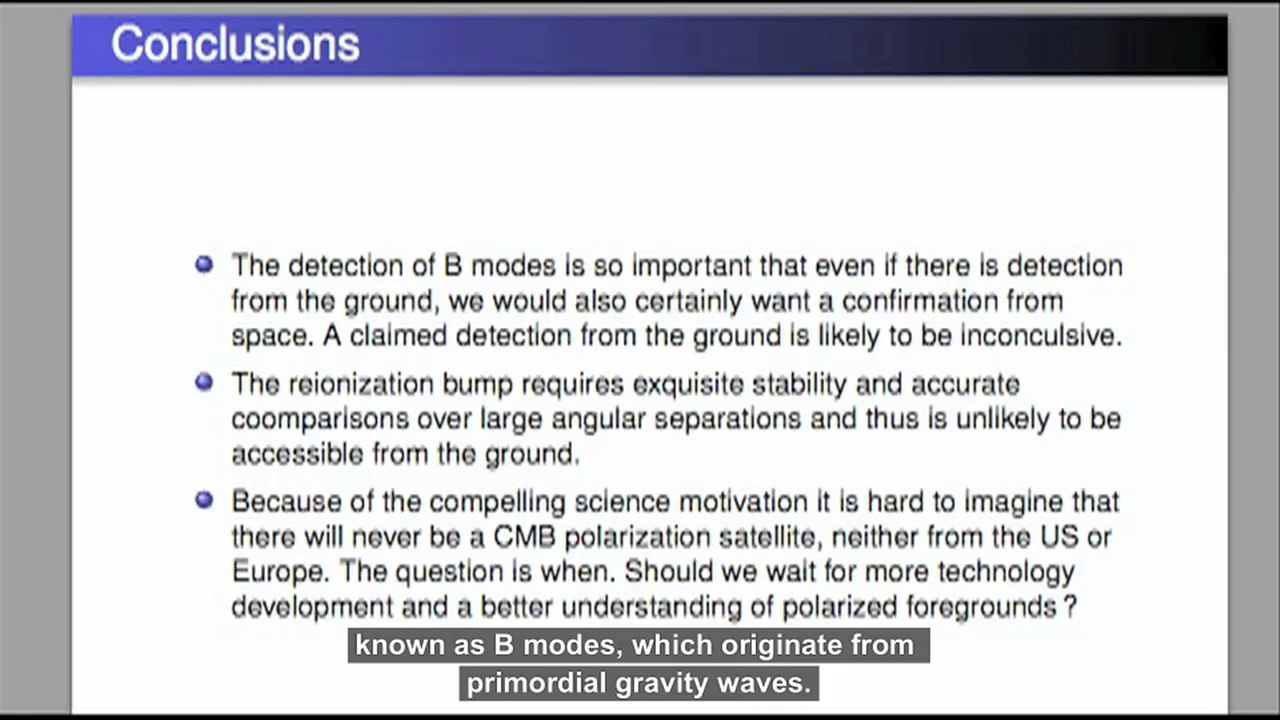 Conclusions
The detection of B modes is so important that even if there is detection
from the ground, we would also certainly want a confirmation from
space. A claimed detection from the ground is likely to be inconculsive.
The reionization bump requires exquisite stability and accurate
coomparisons over large angular separations and thus is unlikely to be
accessible from the ground.
Because of the compelling science motivation it is hard to imagine that
there will never be a CMB polarization satellite, neither from the US or
Europe. The question is when. Should we wait for more technology
development and a better understanding of polarized foregrounds ?
known as B modes, which originate from
primordial gravity waves.